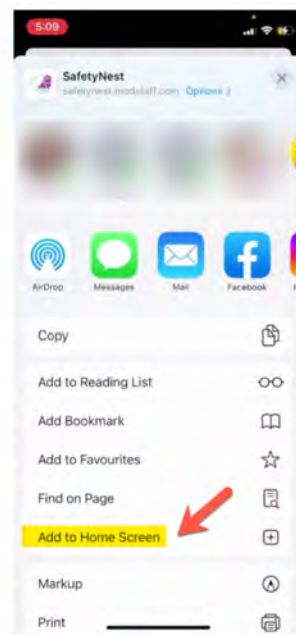 5:09
SafetyNest
safetynest.modstaff.com Options >
AirDrop Messages Mail Facebook
Copy
Add to Reading List
Add Bookmark
Add to Favourites
Find on Page
Add to Home Screen
Markup
Print